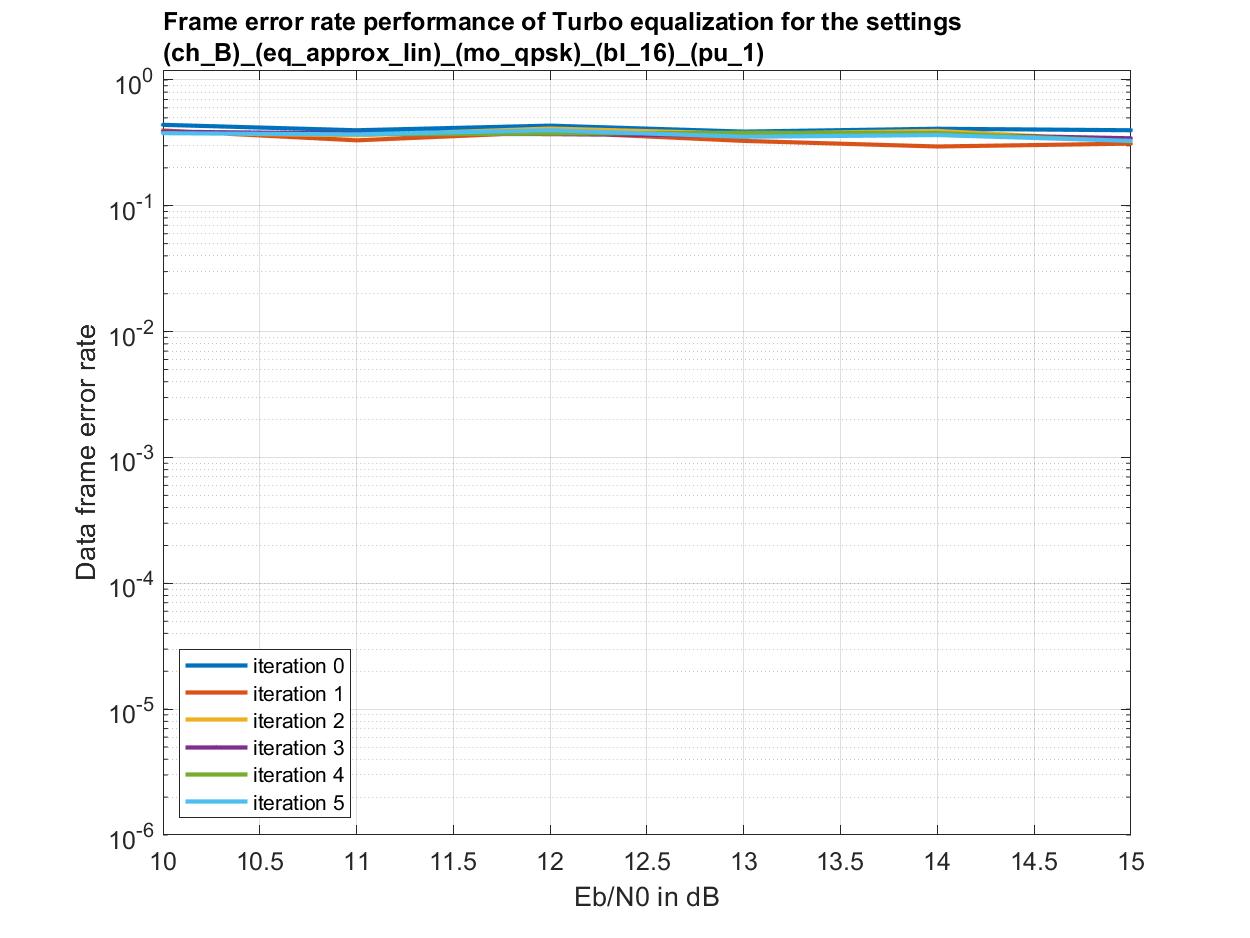 Frame error rate performance of Turbo equalization for the settings
(ch_B)_(eq_approx_lin)_(mo_qpsk)_(bl_16)_(pu_1)
10^0
10^-1
10^-2
10^-3
10^-4
10^-5
10^-6
Data frame error rate
iteration 0
iteration 1
iteration 2
iteration 3
iteration 4
iteration 5
10 10.5 11 11.5 12 12.5 13 13.5 14 14.5 15
Eb/N0 in dB